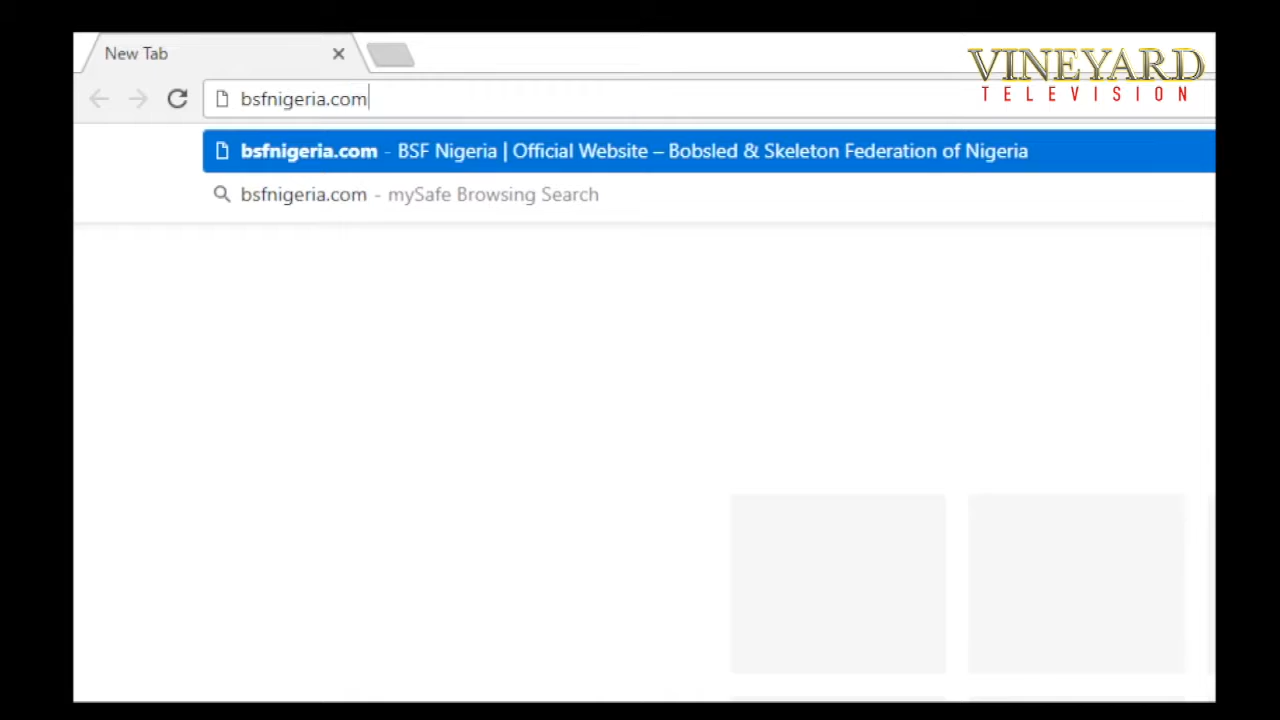 New Tab
VINEYARD
TELEVISION
bsfnigeria.com
bsfnigeria.com - BSF Nigeria | Official Website – Bobsled & Skeleton Federation of Nigeria
bsfnigeria.com - mySafe Browsing Search